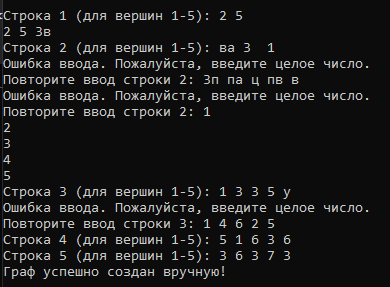 Строка 1 (для вершин 1-5): 2 5
2 5 3в
Строка 2 (для вершин 1-5): ва 3  1
Ошибка ввода. Пожалуйста, введите целое число.
Повторите ввод строки 2: 3п па ц пв в
Ошибка ввода. Пожалуйста, введите целое число.
Повторите ввод строки 2: 1
2
3
4
5
Строка 3 (для вершин 1-5): 1 3 3 5 у
Ошибка ввода. Пожалуйста, введите целое число.
Повторите ввод строки 3: 1 4 6 2 5
Строка 4 (для вершин 1-5): 5 1 6 3 6
Строка 5 (для вершин 1-5): 3 6 3 7 3
Граф успешно создан вручную!